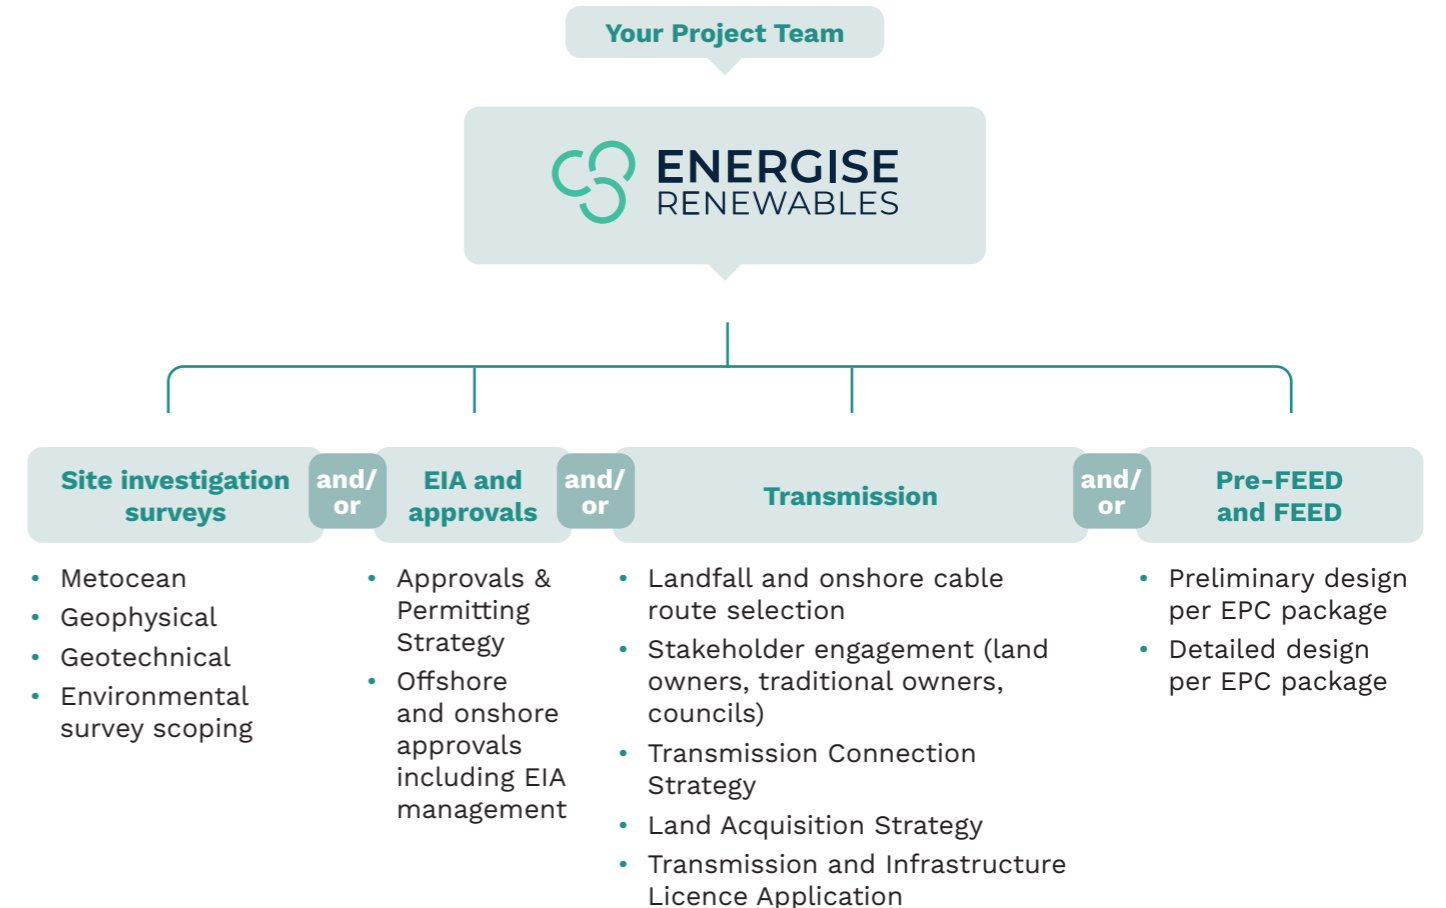 Your Project Team
ENERGISE
RENEWABLES
Site investigation
surveys
and/
or
EIA and
approvals
and/
or
Transmission
and/
or
Pre-FEED
and FEED
• Metocean
• Geophysical
• Geotechnical
• Environmental
survey scoping
• Approvals &
Permitting
Strategy
• Offshore
and onshore
approvals
including EIA
management
• Landfall and onshore cable
route selection
• Stakeholder engagement (land
owners, traditional owners,
councils)
• Transmission Connection
Strategy
• Land Acquisition Strategy
• Transmission and Infrastructure
Licence Application
• Preliminary design
per EPC package
• Detailed design
per EPC package